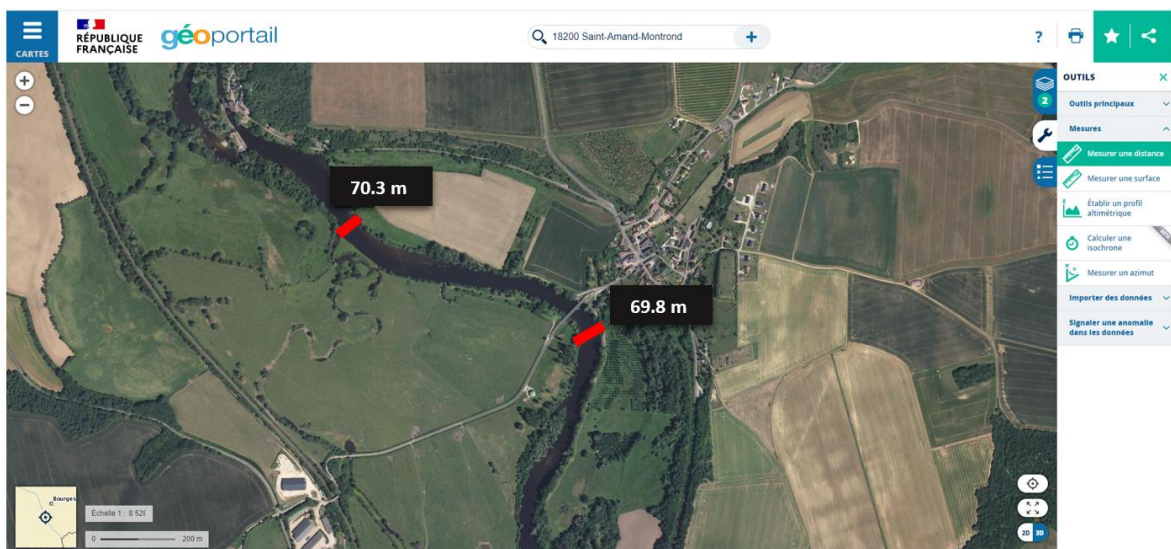 CARTES
RÉPUBLIQUE
FRANÇAISE
géoportail
18200 Saint-Amand-Montrond
+
?
+
−
2
OUTILS
Outils principaux
Mesures
Mesurer une distance
Mesurer une surface
Établir un profil
altimétrique
Calculer une
isochrone
Mesurer un azimut
Importer des données
Signaler une anomalie
dans les données
70.3 m
69.8 m
Bourges
Échelle 1 : 8 528
0 200 m
2D 3D